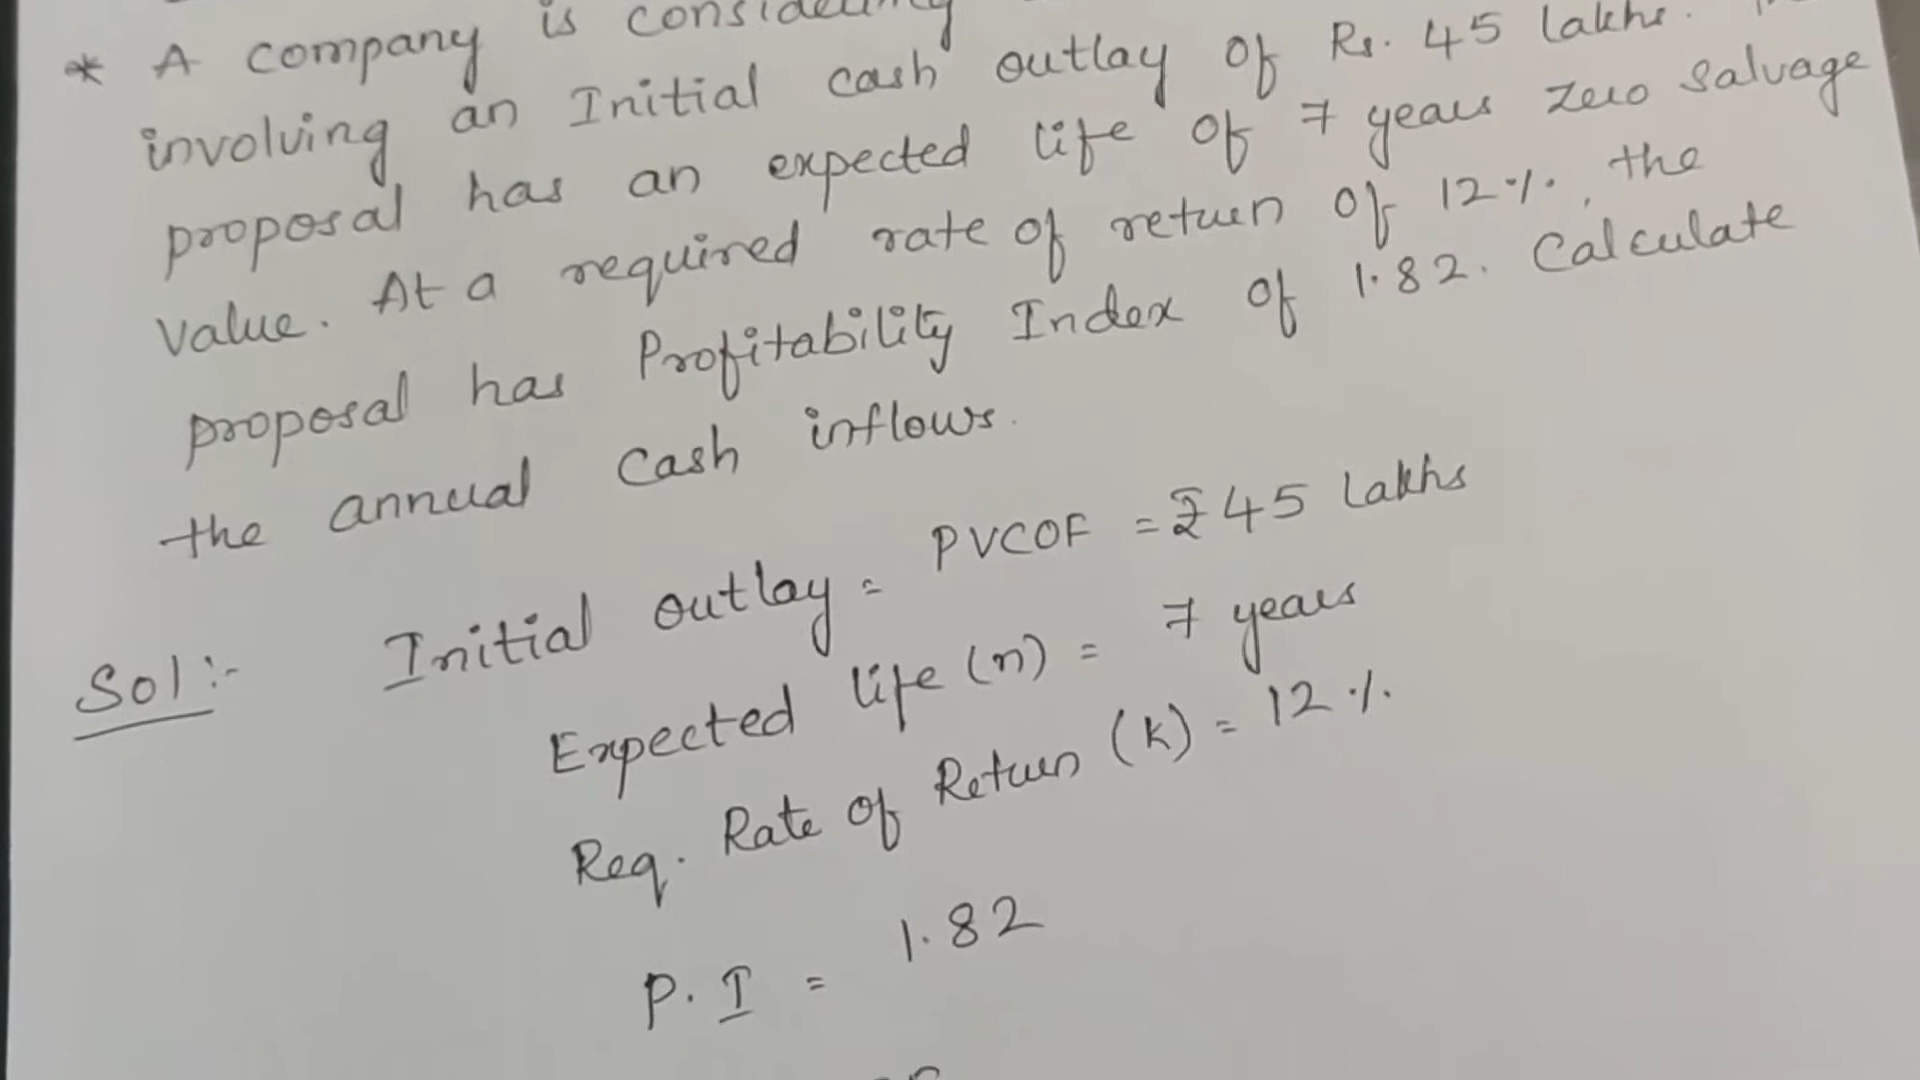 * A company is considering
involving an Initial cash outlay of Rs. 45 lakhs.
proposal has an expected life of 7 years zero salvage
value. At a required rate of return of 12%, the
proposal has Profitability Index of 1.82. Calculate
the annual cash inflows.
Sol:- Initial outlay = PVCOF = ₹45 Lakhs
Expected life (n) = 7 years
Req. Rate of Return (K) = 12%
P.I = 1.82